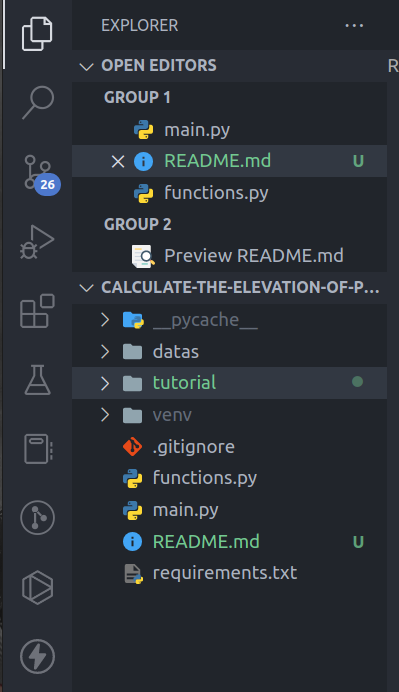 EXPLORER
OPEN EDITORS
R
GROUP 1
main.py
README.md U
functions.py
26
GROUP 2
Preview README.md
CALCULATE-THE-ELEVATION-OF-P...
__pycache__
datas
tutorial
venv
.gitignore
functions.py
main.py
README.md U
requirements.txt